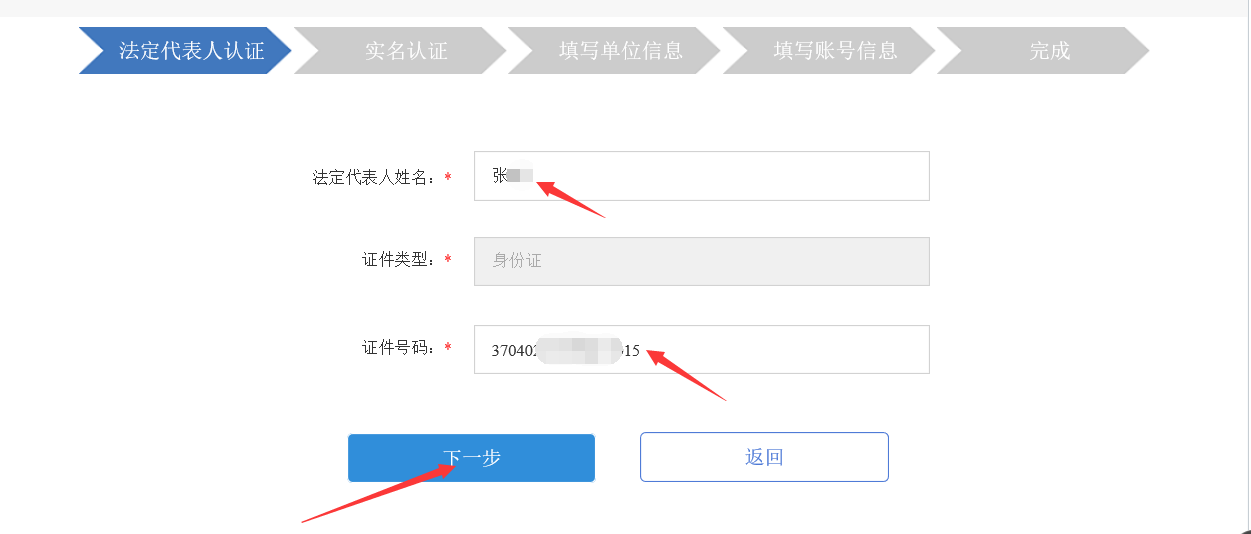 法定代表人认证 实名认证 填写单位信息 填写账号信息 完成
法定代表人姓名：* 张
证件类型：* 身份证
证件号码：* 370402 15
下一步 返回